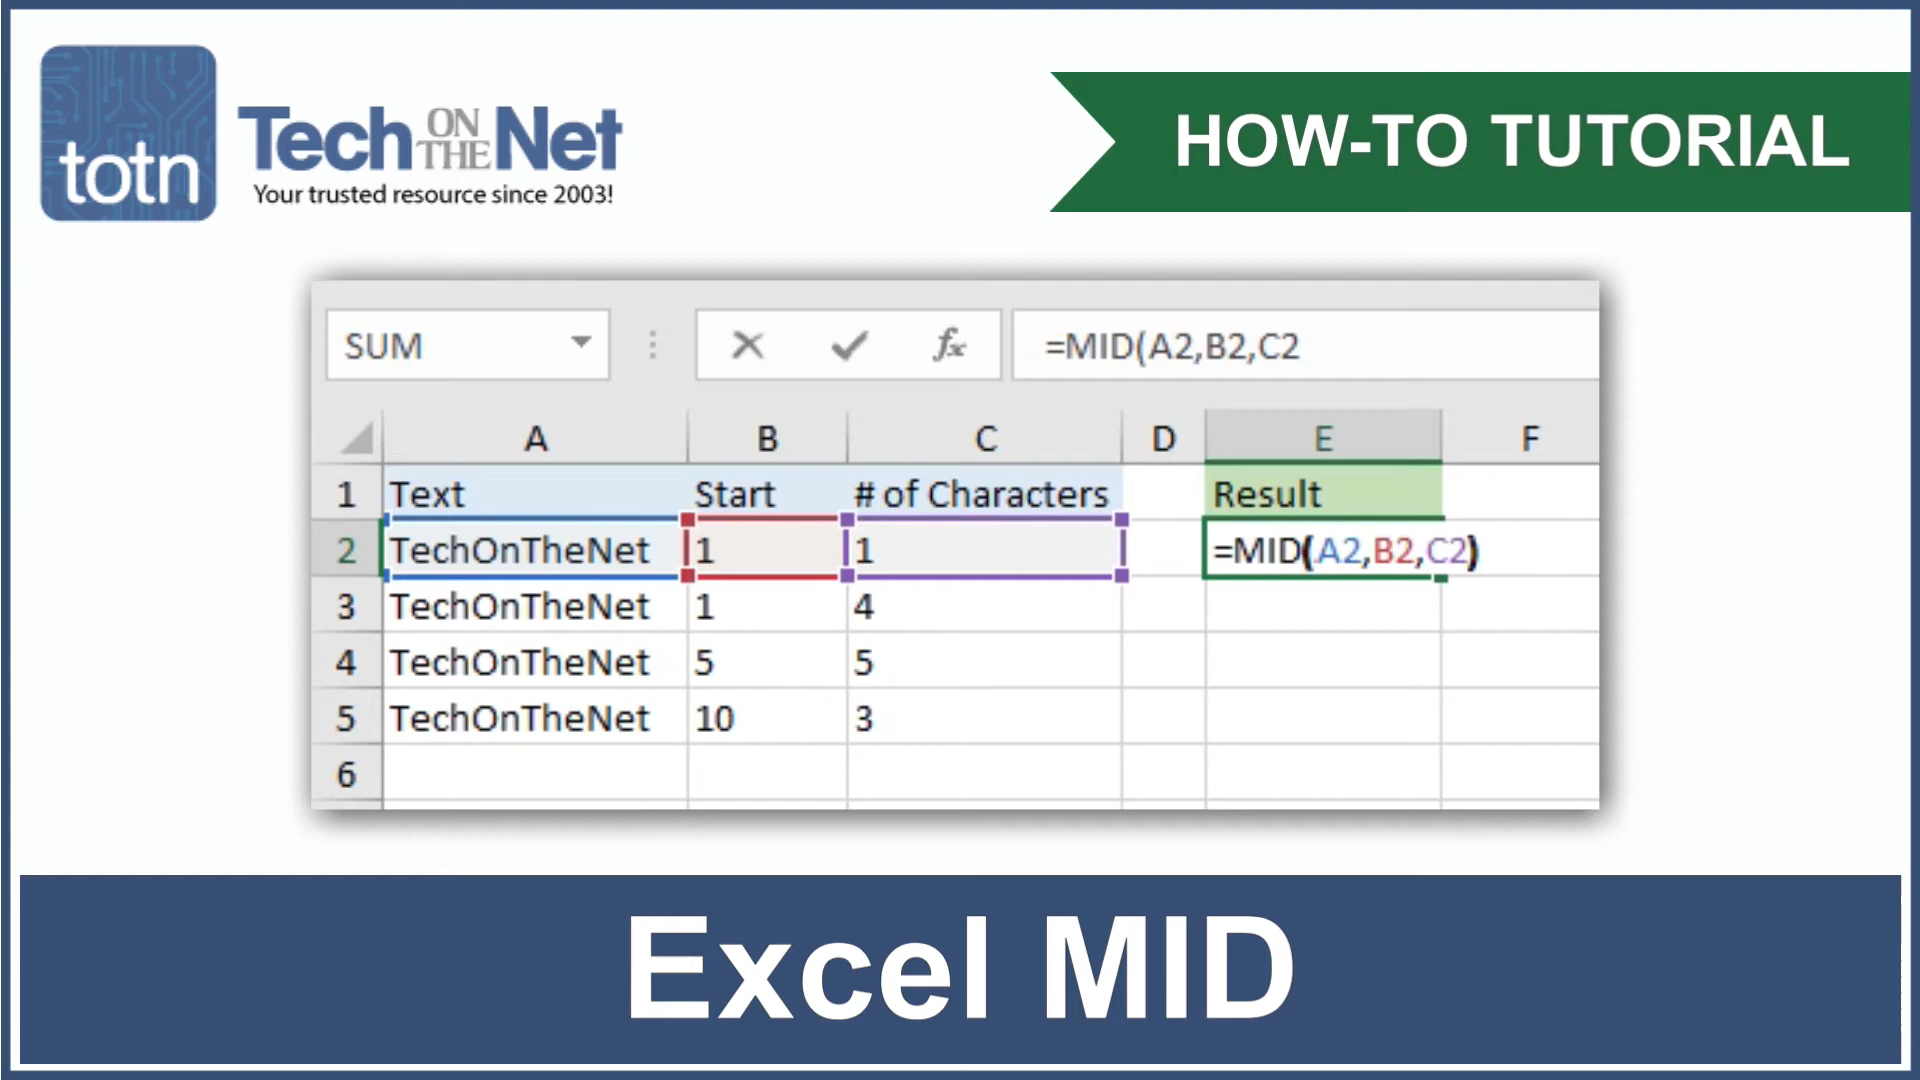 totn
Tech ON THE Net
Your trusted resource since 2003!
HOW-TO TUTORIAL
SUM fx =MID(A2,B2,C2
A B C D E F
1 Text Start # of Characters Result
2 TechOnTheNet 1 1 =MID(A2,B2,C2)
3 TechOnTheNet 1 4
4 TechOnTheNet 5 5
5 TechOnTheNet 10 3
6
Excel MID